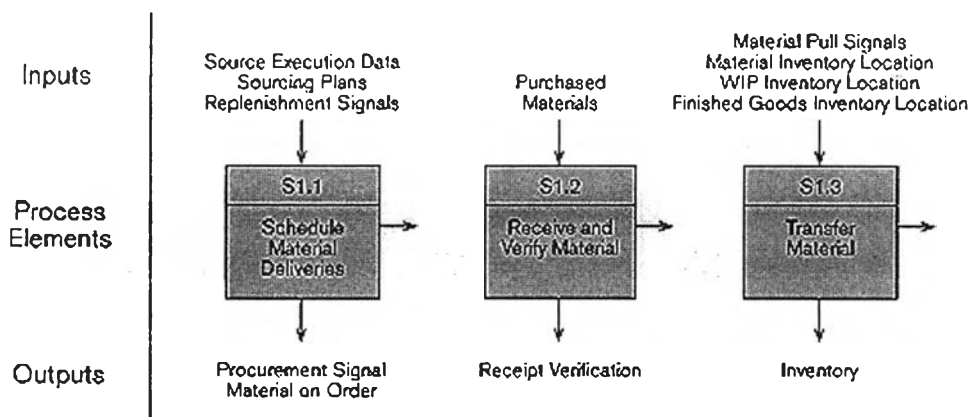 Inputs
Source Execution Data
Sourcing Plans
Replenishment Signals
Purchased
Materials
Material Pull Signals
Material Inventory Location
WIP Inventory Location
Finished Goods Inventory Location
Process
Elements
S1.1
Schedule
Material
Deliveries
S1.2
Receive and
Verify Material
S1.3
Transfer
Material
Outputs
Procurement Signal
Material on Order
Receipt Verification
Inventory